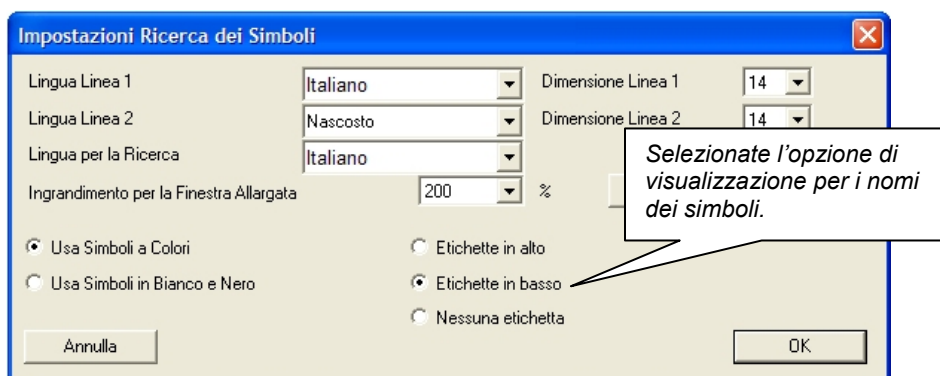 Impostazioni Ricerca dei Simboli
Lingua Linea 1 Italiano Dimensione Linea 1 14
Lingua Linea 2 Nascosto Dimensione Linea 2 14
Lingua per la Ricerca Italiano
Ingrandimento per la Finestra Allargata 200 %
Selezionate l'opzione di
visualizzazione per i nomi
dei simboli.
Usa Simboli a Colori Etichette in alto
Usa Simboli in Bianco e Nero Etichette in basso
Nessuna etichetta
Annulla OK